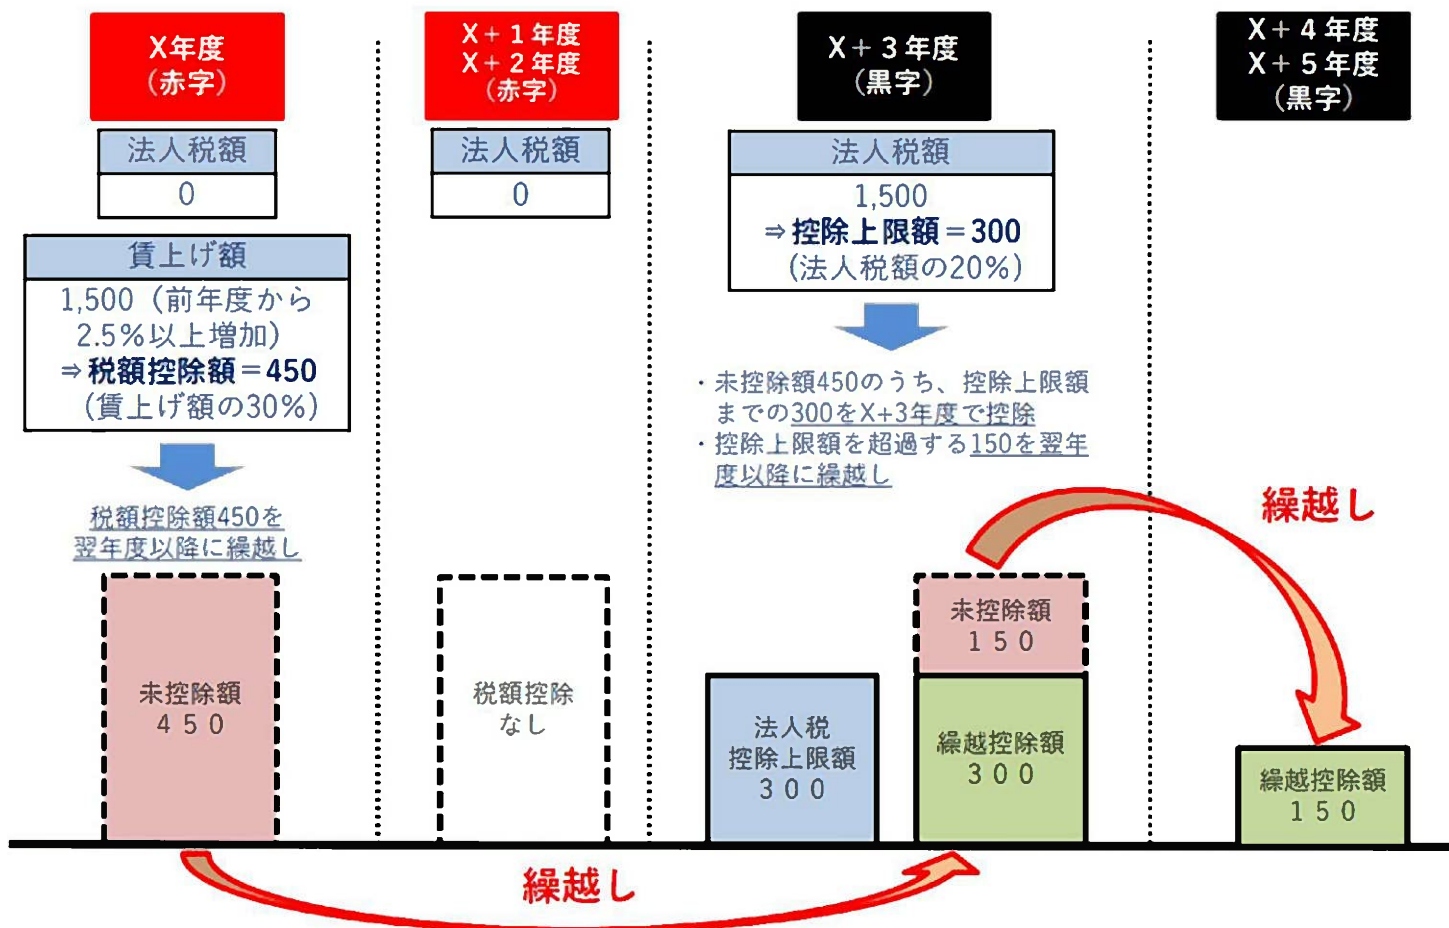 X年度
(赤字)
法人税額
0
賃上げ額
1,500（前年度から
2.5%以上増加）
⇒税額控除額＝450
（賃上げ額の30%）
税額控除額450を
翌年度以降に繰越し
未控除額
４５０
X＋１年度
X＋２年度
(赤字)
法人税額
0
税額控除
なし
X＋３年度
(黒字)
法人税額
1,500
⇒控除上限額＝300
（法人税額の20%）
・未控除額450のうち、控除上限額
までの300をX+3年度で控除
・控除上限額を超過する150を翌年
度以降に繰越し
法人税
控除上限額
３００
未控除額
１５０
繰越控除額
３００
X＋４年度
X＋５年度
(黒字)
繰越し
繰越控除額
１５０
繰越し